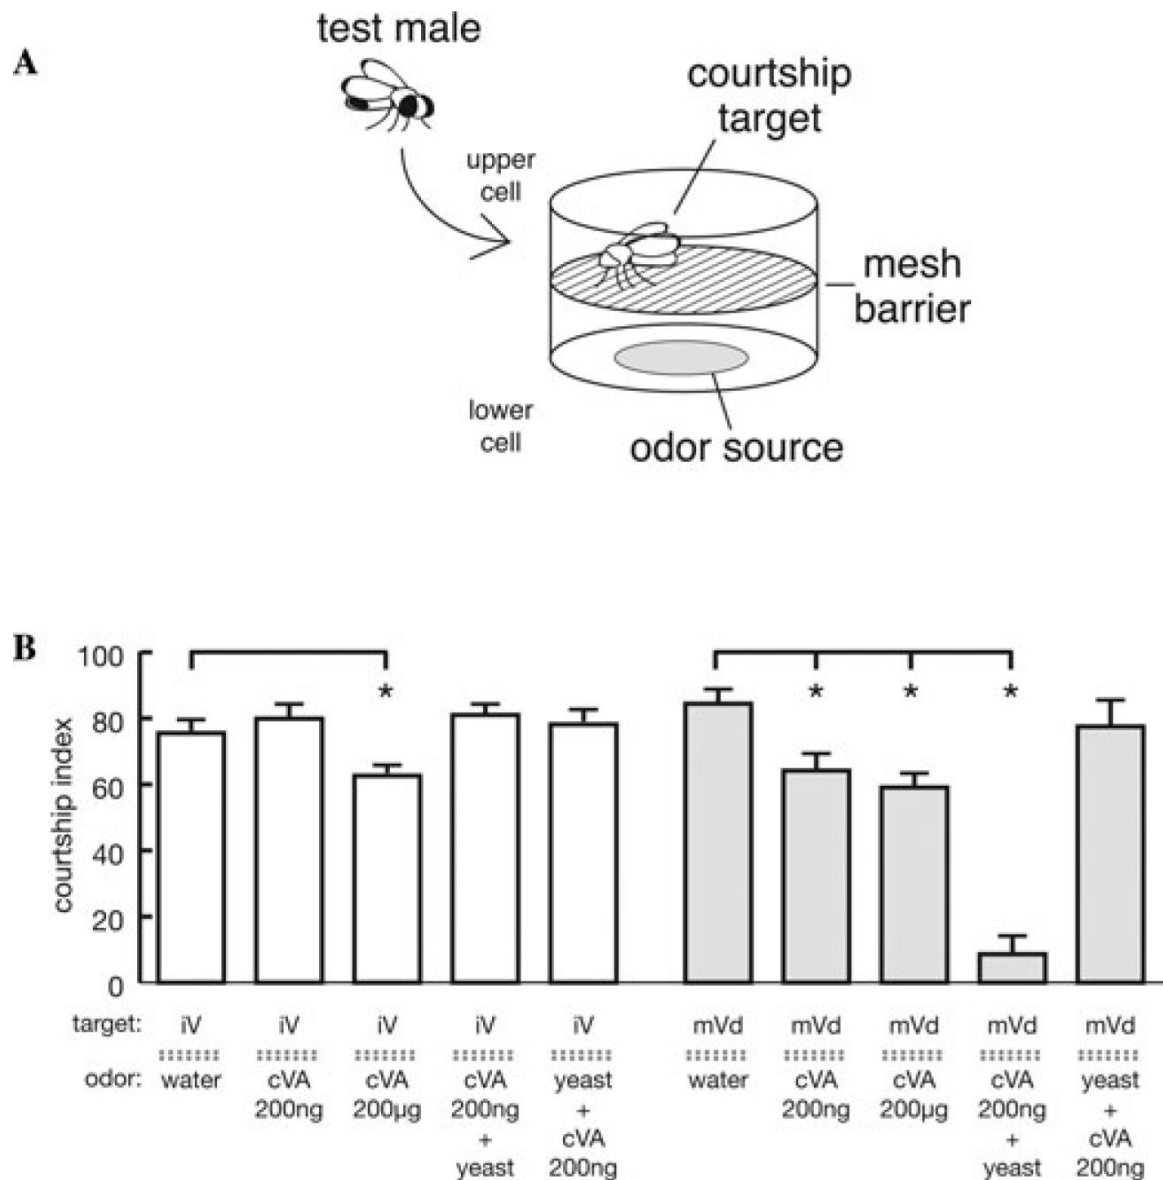 A
test male
courtship
target
upper
cell
mesh
barrier
lower
cell
odor source
B
100
80
60
40
20
0
courtship index
* * * *
target: iV iV iV iV iV mVd mVd mVd mVd mVd
odor: water cVA cVA cVA yeast water cVA cVA cVA yeast
200ng 200µg 200ng + 200ng 200µg 200ng +
+ cVA + cVA
yeast 200ng yeast 200ng